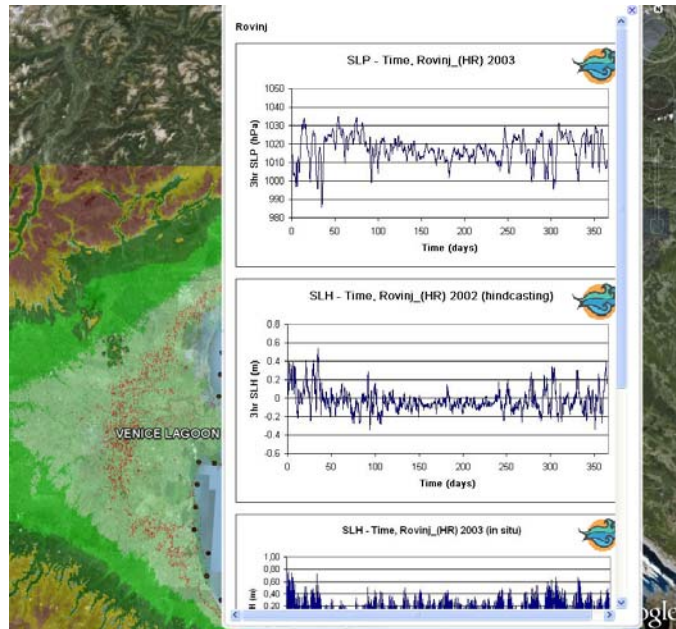 Rovinj
SLP - Time, Rovinj_(HR) 2003
3hr SLP (hPa)
1050
1040
1030
1020
1010
1000
990
980
0 50 100 150 200 250 300 350
Time (days)
SLH - Time, Rovinj_(HR) 2002 (hindcasting)
3hr SLH (m)
0.8
0.6
0.4
0.2
0
-0.2
-0.4
-0.6
0 50 100 150 200 250 300 350
Time (days)
VENICE LAGOON
SLH - Time, Rovinj_(HR) 2003 (in situ)
1,00
0,80
0,60
0,40
0,20
H (m)
N
ogle